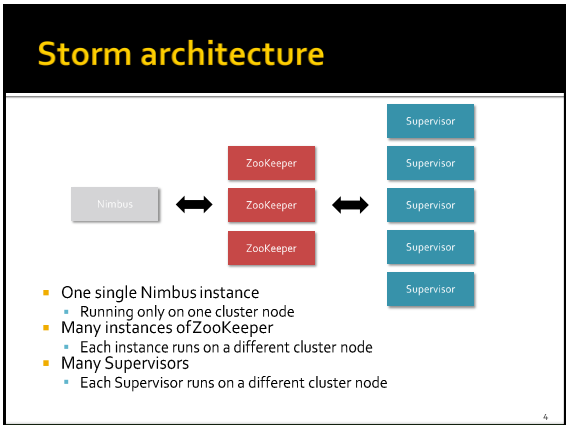 Storm architecture
Supervisor
ZooKeeper
Supervisor
Nimbus
ZooKeeper
Supervisor
ZooKeeper
Supervisor
Supervisor
One single Nimbus instance
Running only on one cluster node
Many instances of ZooKeeper
Each instance runs on a different cluster node
Many Supervisors
Each Supervisor runs on a different cluster node
4